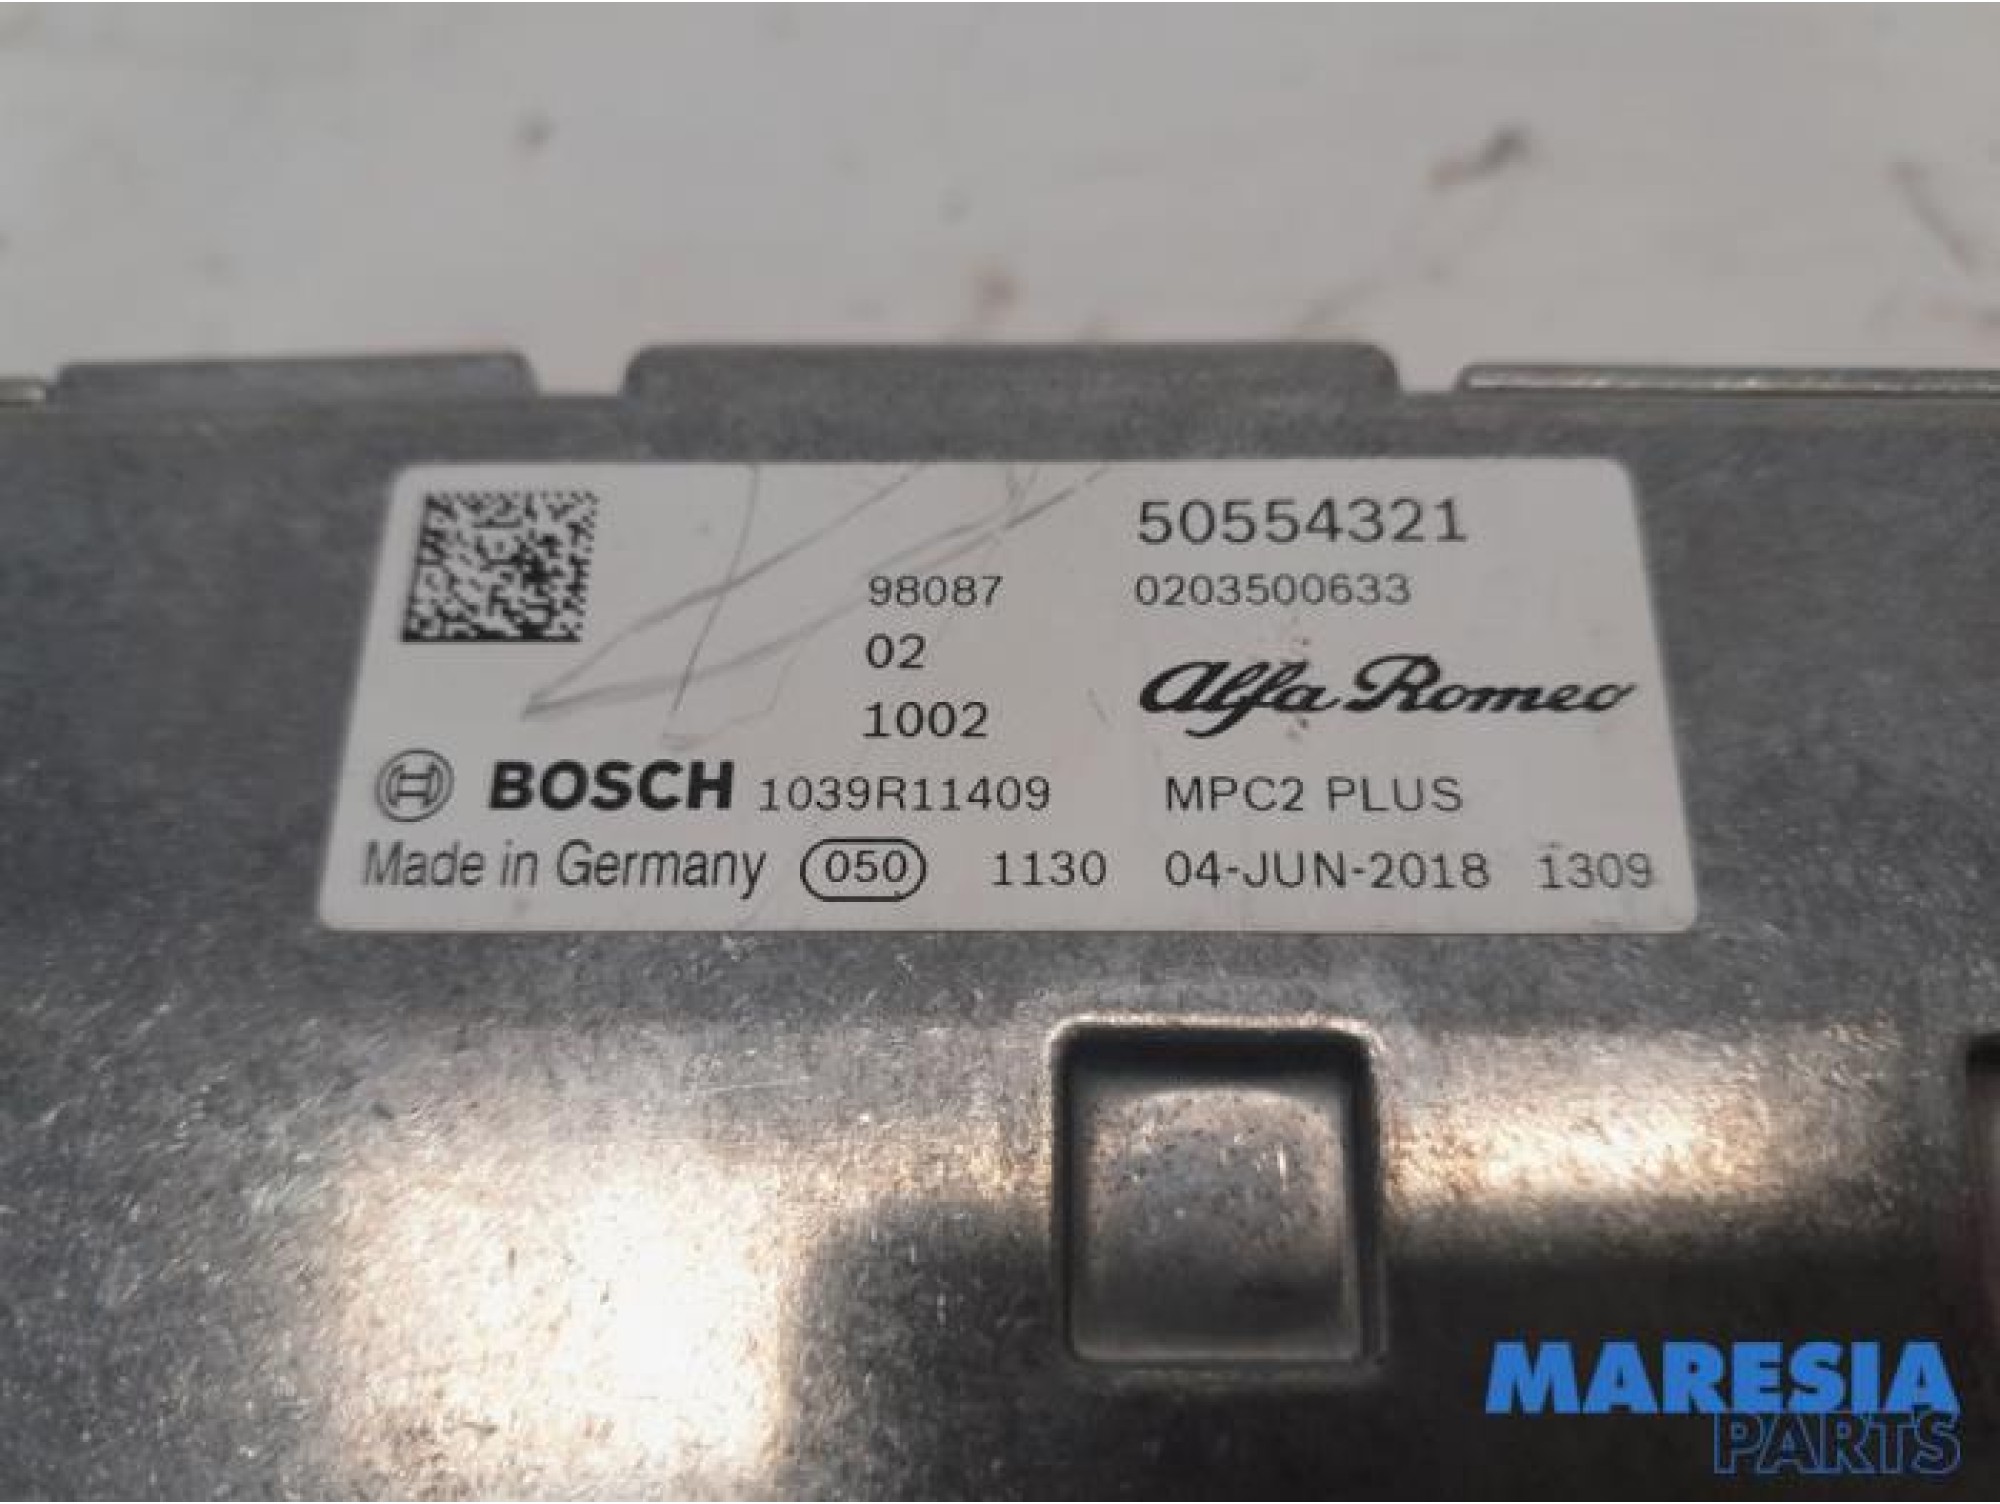 50554321
98087 0203500633
02
Alfa Romeo
1002
BOSCH 1039R11409 MPC2 PLUS
Made in Germany 050 1130 04-JUN-2018 1309
MARESIA
PARTS